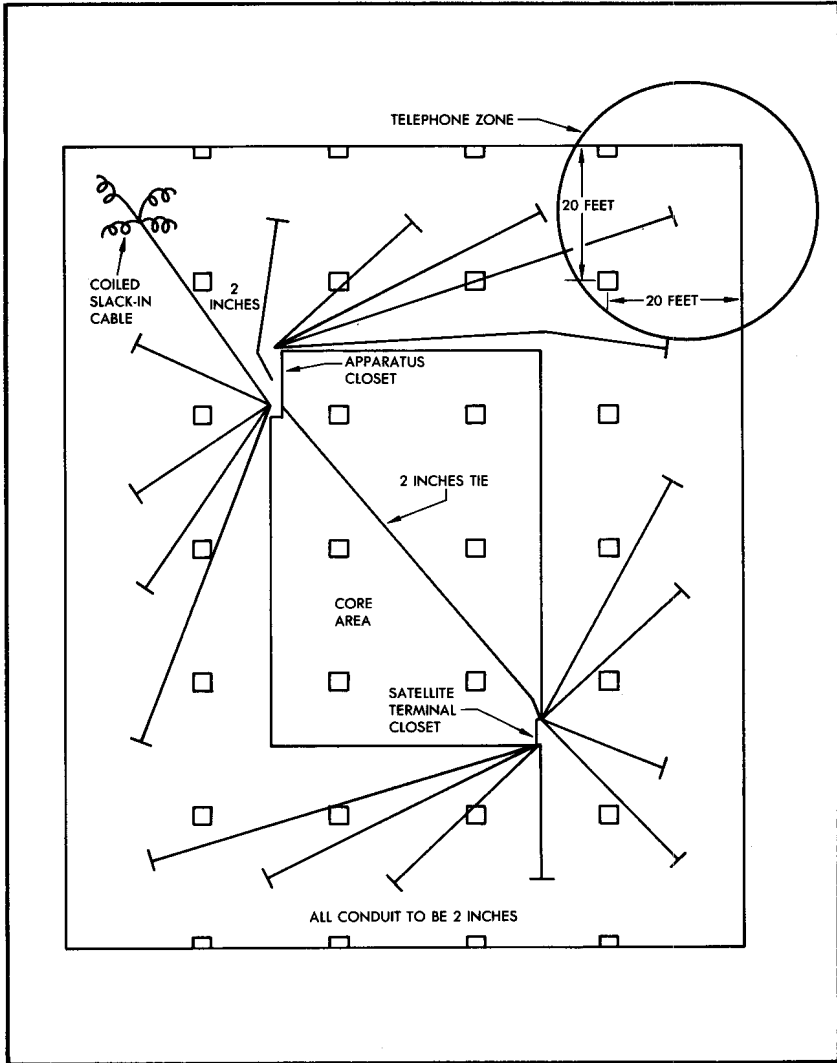 TELEPHONE ZONE
20 FEET
20 FEET
COILED
SLACK-IN
CABLE
2
INCHES
APPARATUS
CLOSET
2 INCHES TIE
CORE
AREA
SATELLITE
TERMINAL
CLOSET
ALL CONDUIT TO BE 2 INCHES